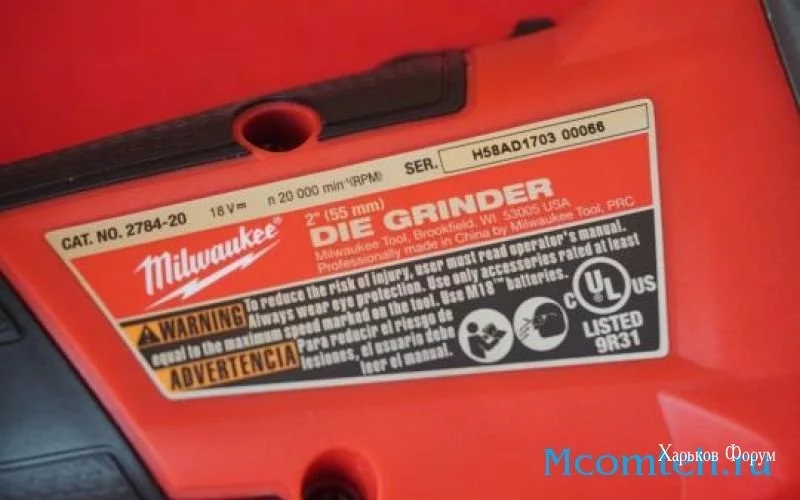 CAT. NO. 2784-20 18 V⎓ n 20 000 min⁻¹(RPM) SER. H58AD1703 00066
Milwaukee
2" (55 mm)
DIE GRINDER
Milwaukee Tool, Brookfield, WI 53005 USA
Professionally made in China by Milwaukee Tool, PRC
WARNING To reduce the risk of injury, user must read operator's manual.
Always wear eye protection. Use only accessories rated at least
equal to the maximum speed marked on the tool. Use M18™ batteries.
ADVERTENCIA Para reducir el riesgo de
lesiones, el usuario debe
leer el manual.
C UL US
LISTED
9R31
Харьков Форум
Mcomten.ru